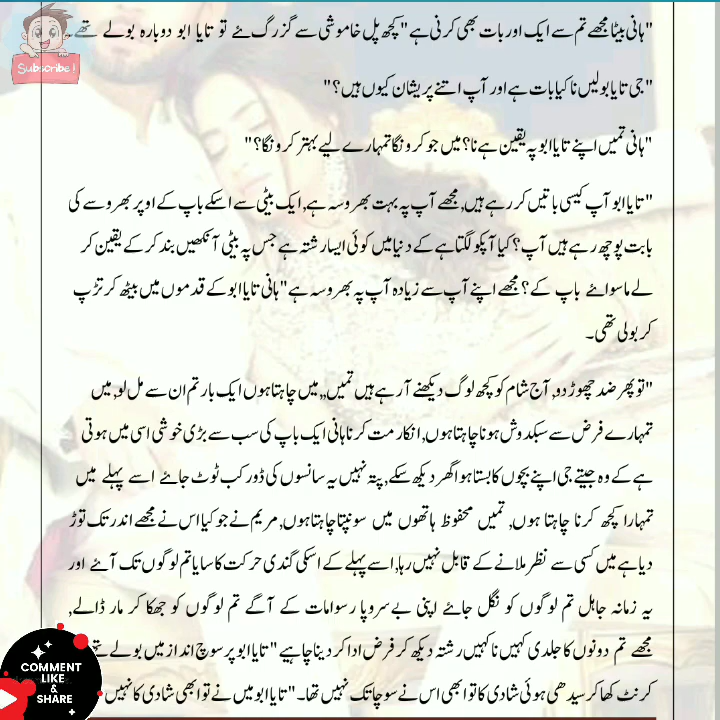 "ہانی بیٹا مجھے تم سے ایک اور بات بھی کرنی ہے" کچھ پل خاموشی سے گزر گئے تو تایا ابو دوبارہ بولے تھے۔
"جی تایا بولیں نا کیا بات ہے اور آپ اتنے پریشان کیوں ہیں؟"
"ہانی تمیں اپنے تایا ابو پہ یقین ہے نا؟ میں جو کرونگا تمہارے لیے بہتر کرونگا؟"
"تایا ابو آپ کیسی باتیں کر رہے ہیں, مجھے آپ پہ بہت بھروسہ ہے, ایک بیٹی سے اسکے باپ کے اوپر بھروسے کی
بابت پوچھ رہے ہیں آپ؟ کیا آپکو لگتا ہے کے دنیا میں کوئی ایسا رشتہ ہے جس پہ بیٹی آنکھیں بند کر کے یقین کر
لے ماسوائے باپ کے؟ مجھے اپنے آپ سے زیادہ آپ پہ بھروسہ ہے" ہانی تایا ابو کے قدموں میں بیٹھ کر تڑپ
کر بولی تھی۔
"تو پھر ضد چھوڑ دو, آج شام کو کچھ لوگ دیکھنے آ رہے ہیں تمیں,, میں چاہتا ہوں ایک بار تم ان سے مل لو, میں
تمہارے فرض سے سبکدوش ہونا چاہتا ہوں, انکار مت کرنا ہانی ایک باپ کی سب سے بڑی خوشی اسی میں ہوتی
ہے کے وہ جیتے جی اپنے بچوں کا بستا ہوا گھر دیکھ سکے, پتہ نہیں یہ سانسوں کی ڈور کب ٹوٹ جائے اسے پہلے میں
تمہارا کچھ کرنا چاہتا ہوں, تمیں محفوظ ہاتھوں میں سونپنا چاہتا ہوں, مریم نے جو کیا اس نے مجھے اندر تک توڑ
دیا ہے میں کسی سے نظر ملانے کے قابل نہیں رہا, اسے پہلے کے اسکی گندی حرکت کا سایا تم لوگوں تک آئے اور
یہ زمانہ جاہل تم لوگوں کو نگل جائے اپنی بے سروپا رسوامات کے آگے تم لوگوں کو جھکا کر مار ڈالے,
مجھے تم دونوں کا جلدی کہیں نا کہیں رشتہ دیکھ کر فرض ادا کر دینا چاہیے" تایا ابو پرسوچ انداز میں بولے تھے
کرنٹ کھا کر سیدھی ہوئی شادی کا تو ابھی اس نے سوچا تک نہیں تھا۔ "تایا ابو میں نے تو ابھی شادی کا نہیں
Subscribe!
COMMENT
LIKE
&
SHARE